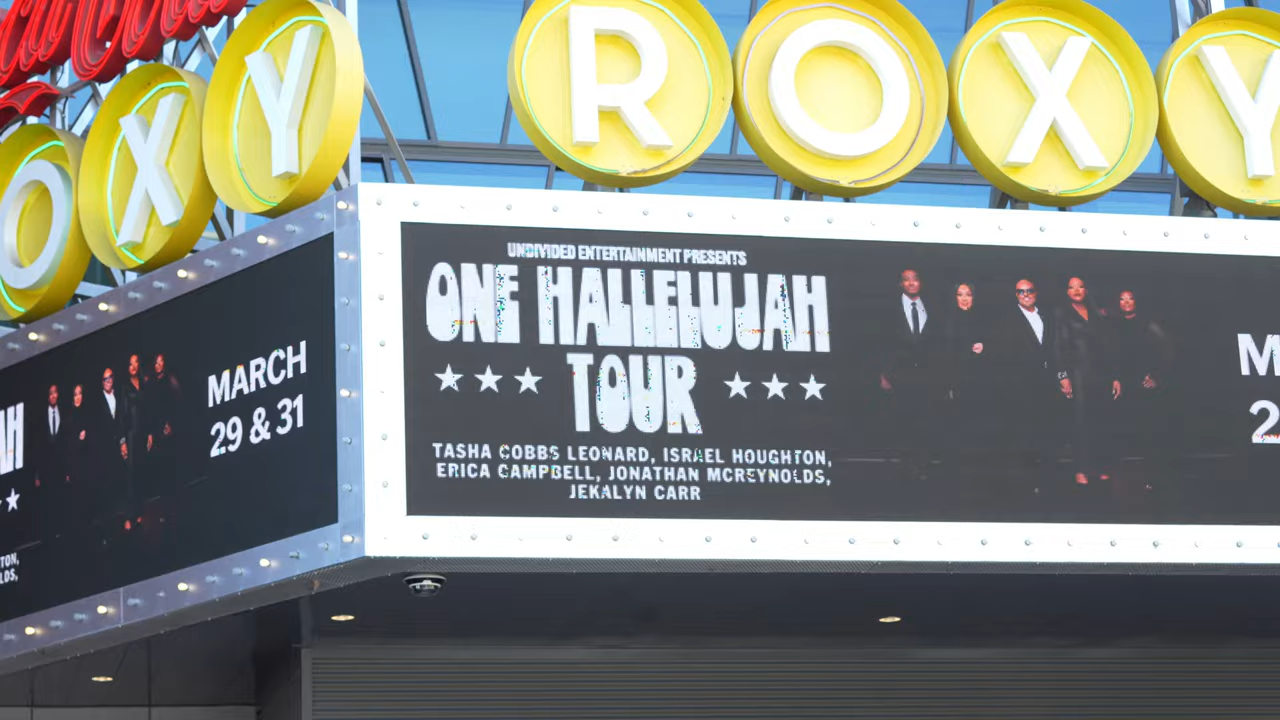 OXY
ROXY
MARCH
29 & 31
UNDIVIDED ENTERTAINMENT PRESENTS
ONE HALLELUJAH
TOUR
TASHA COBBS LEONARD, ISRAEL HOUGHTON,
ERICA CAMPBELL, JONATHAN MCREYNOLDS,
JEKALYN CARR